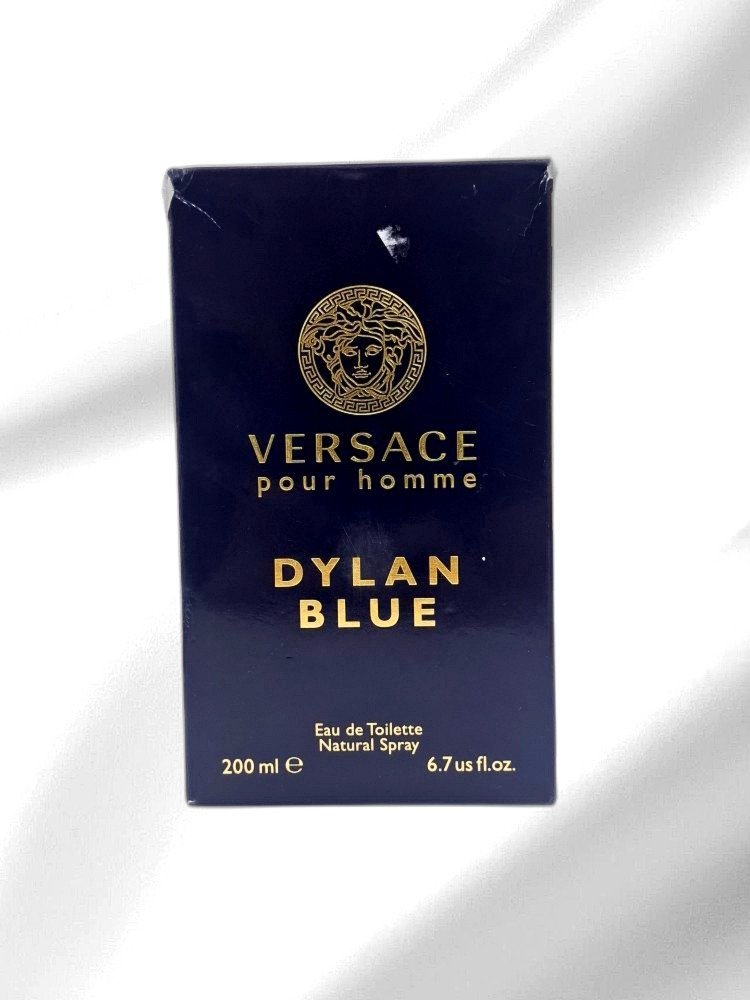 VERSACE
pour homme
DYLAN
BLUE
Eau de Toilette
Natural Spray
200 ml ℮
6.7 us fl.oz.